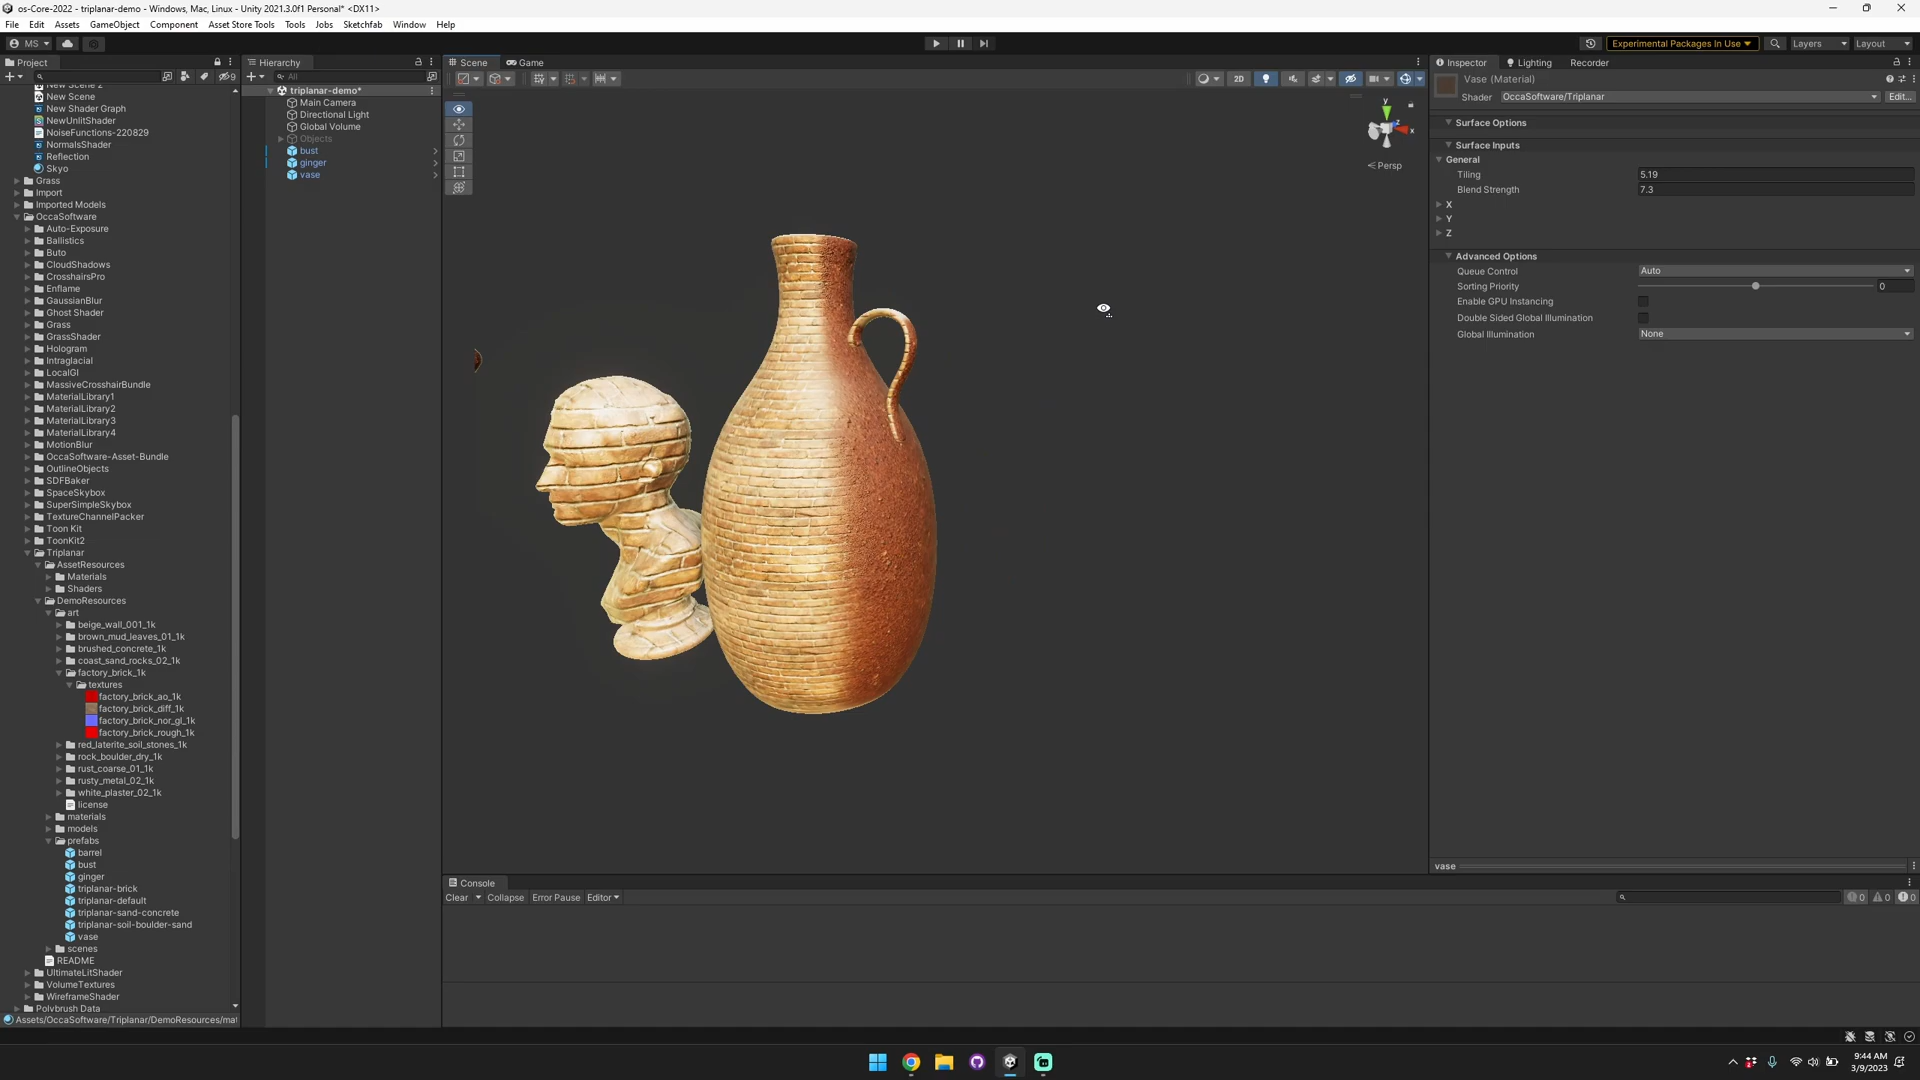 os-Core-2022 - triplanar-demo - Windows, Mac, Linux - Unity 2021.3.0f1 Personal* <DX11>
File Edit Assets GameObject Component Asset Store Tools Tools Jobs Sketchfab Window Help
MS
Experimental Packages In Use
Layers
Layout
Project
9
New Scene 2
New Scene
New Shader Graph
NewUnlitShader
NoiseFunctions-220829
NormalsShader
Reflection
Skyo
Grass
Import
Imported Models
OccaSoftware
Auto-Exposure
Ballistics
Buto
CloudShadows
CrosshairsPro
Enflame
GaussianBlur
Ghost Shader
Grass
GrassShader
Hologram
Intraglacial
LocalGI
MassiveCrosshairBundle
MaterialLibrary1
MaterialLibrary2
MaterialLibrary3
MaterialLibrary4
MotionBlur
OccaSoftware-Asset-Bundle
OutlineObjects
SDFBaker
SpaceSkybox
SuperSimpleSkybox
TextureChannelPacker
Toon Kit
ToonKit2
Triplanar
AssetResources
Materials
Shaders
DemoResources
art
beige_wall_001_1k
brown_mud_leaves_01_1k
brushed_concrete_1k
coast_sand_rocks_02_1k
factory_brick_1k
textures
factory_brick_ao_1k
factory_brick_diff_1k
factory_brick_nor_gl_1k
factory_brick_rough_1k
red_laterite_soil_stones_1k
rock_boulder_dry_1k
rust_coarse_01_1k
rusty_metal_02_1k
white_plaster_02_1k
license
materials
models
prefabs
barrel
bust
ginger
triplanar-brick
triplanar-default
triplanar-sand-concrete
triplanar-soil-boulder-sand
vase
scenes
README
UltimateLitShader
VolumeTextures
WireframeShader
Polybrush Data
Assets/OccaSoftware/Triplanar/DemoResources/mat
Hierarchy
All
triplanar-demo*
Main Camera
Directional Light
Global Volume
Objects
bust
ginger
vase
Scene
Game
2D
y
z
x
Persp
Console
Clear Collapse Error Pause Editor
0 0 0
Inspector
Lighting
Recorder
Vase (Material)
Shader OccaSoftware/Triplanar Edit...
Surface Options
Surface Inputs
General
Tiling 5.19
Blend Strength 7.3
X
Y
Z
Advanced Options
Queue Control Auto
Sorting Priority 0
Enable GPU Instancing
Double Sided Global Illumination
Global Illumination None
vase
9:44 AM
3/9/2023